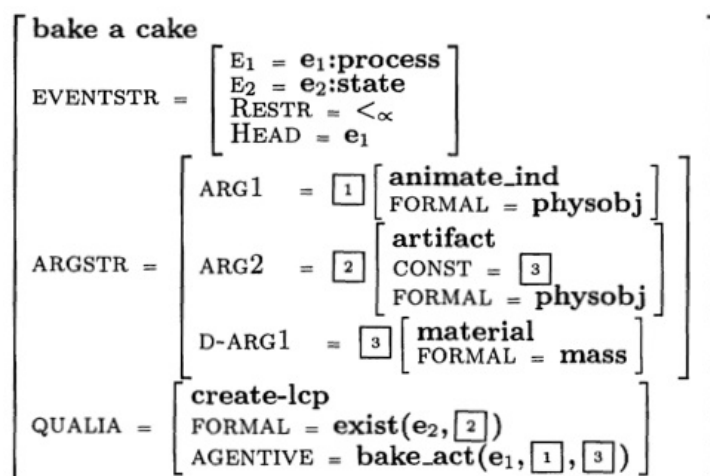 bake a cake
EVENTSTR =
E₁ = e₁:process
E₂ = e₂:state
RESTR = <∝
HEAD = e₁
ARGSTR =
ARG1 = 1
animate_ind
FORMAL = physobj
ARG2 = 2
artifact
CONST = 3
FORMAL = physobj
D-ARG1 = 3
material
FORMAL = mass
QUALIA =
create-lcp
FORMAL = exist(e₂, 2)
AGENTIVE = bake_act(e₁, 1, 3)